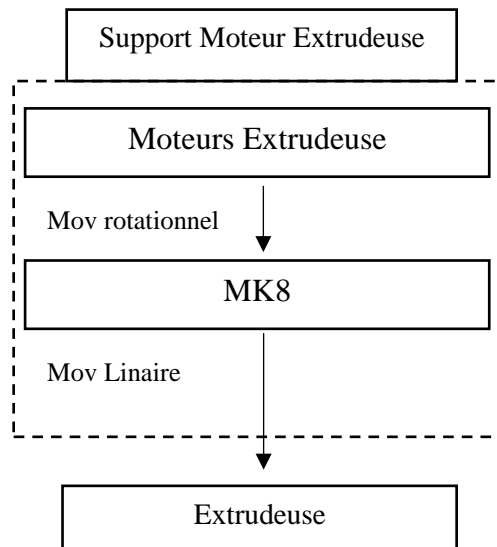 Support Moteur Extrudeuse
Moteurs Extrudeuse
Mov rotationnel
MK8
Mov Linaire
Extrudeuse